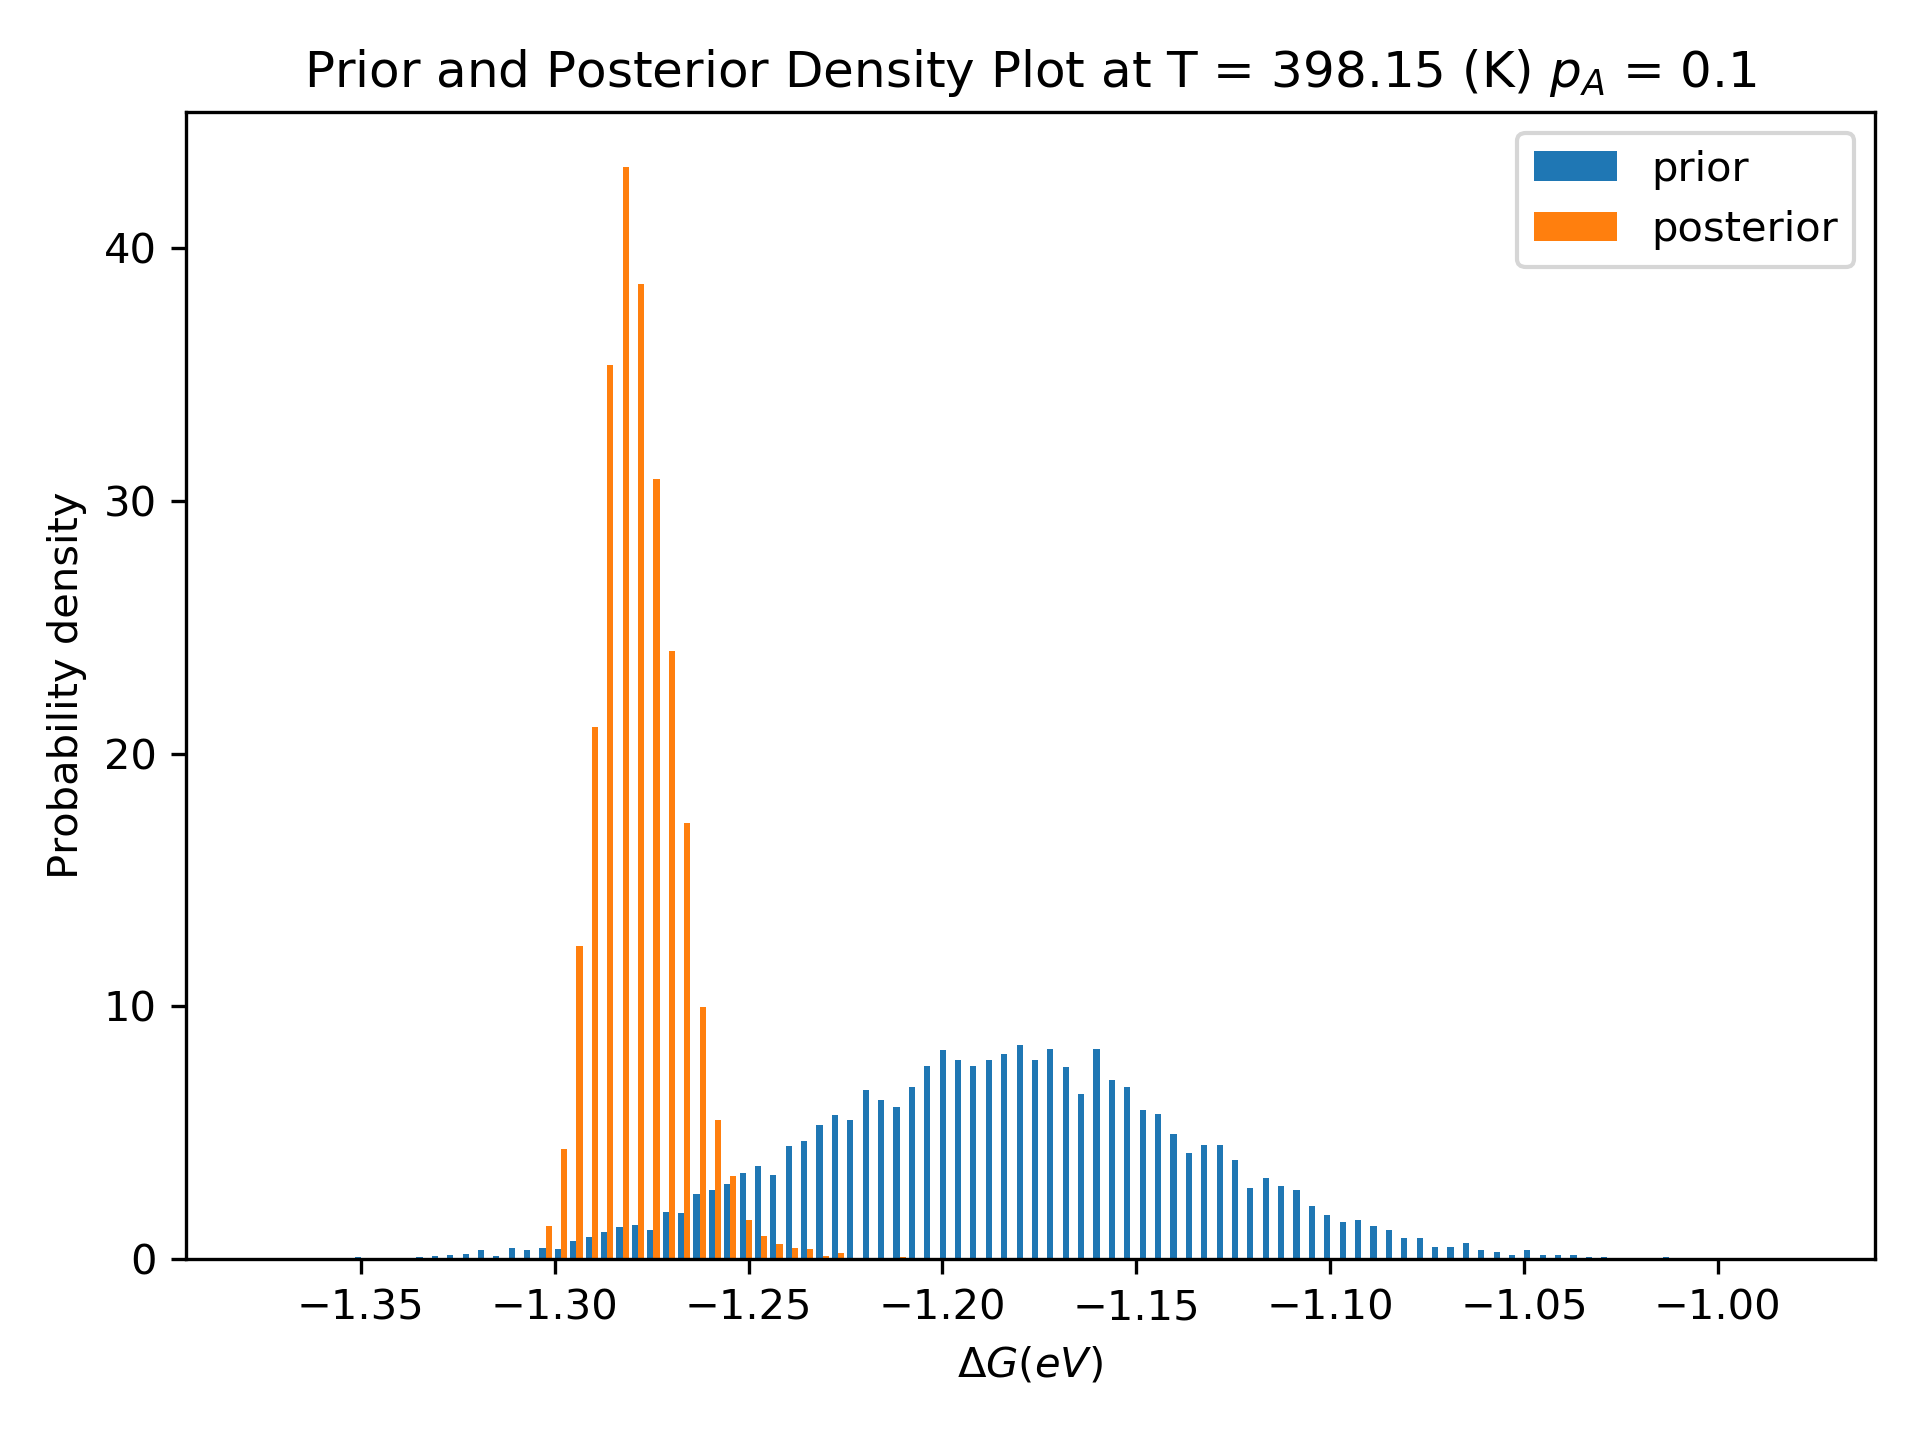 Prior and Posterior Density Plot at T = 398.15 (K) $p_A$ = 0.1
prior
posterior
40
30
20
10
0
Probability density
−1.35 −1.30 −1.25 −1.20 −1.15 −1.10 −1.05 −1.00
ΔG(eV)